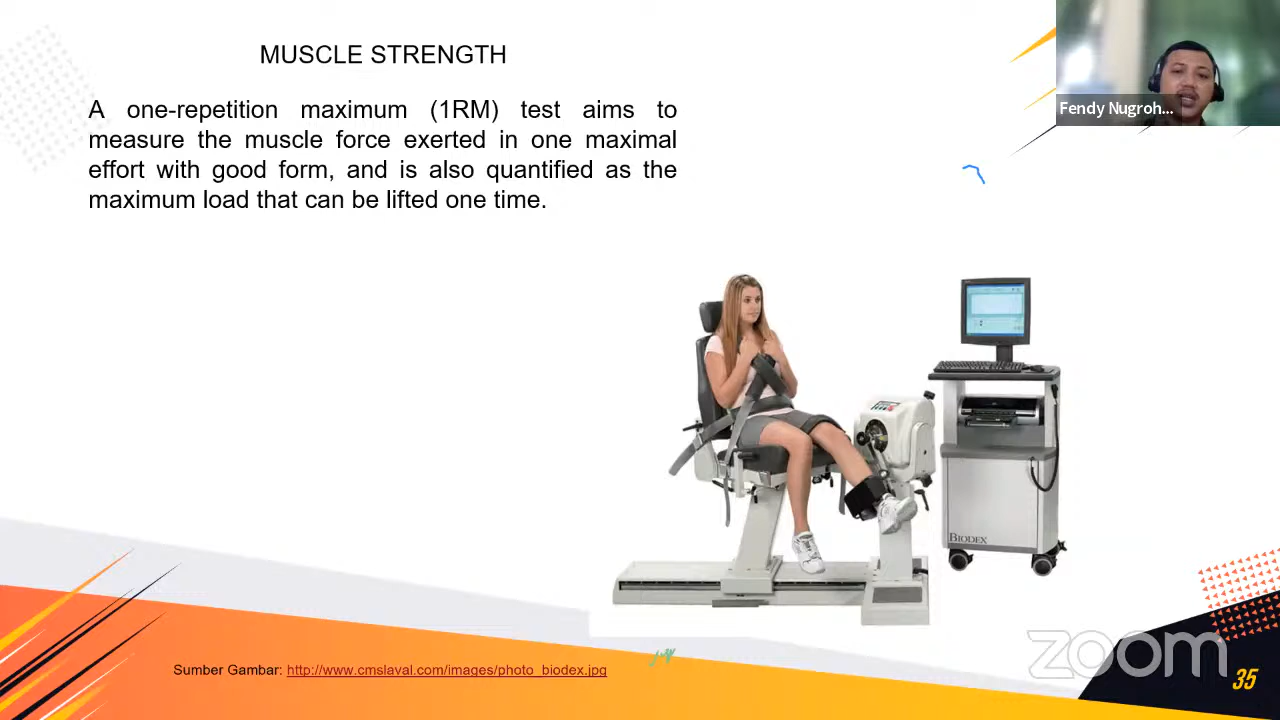 MUSCLE STRENGTH
A one-repetition maximum (1RM) test aims to
measure the muscle force exerted in one maximal
effort with good form, and is also quantified as the
maximum load that can be lifted one time.
Fendy Nugroh...
BIODEX
Sumber Gambar: http://www.cmslaval.com/images/photo_biodex.jpg
zoom
35